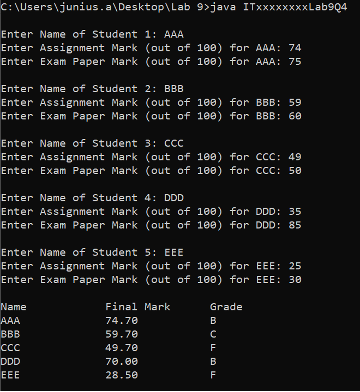 C:\Users\junius.a\Desktop\Lab 9>java ITxxxxxxxxLab9Q4
Enter Name of Student 1: AAA
Enter Assignment Mark (out of 100) for AAA: 74
Enter Exam Paper Mark (out of 100) for AAA: 75
Enter Name of Student 2: BBB
Enter Assignment Mark (out of 100) for BBB: 59
Enter Exam Paper Mark (out of 100) for BBB: 60
Enter Name of Student 3: CCC
Enter Assignment Mark (out of 100) for CCC: 49
Enter Exam Paper Mark (out of 100) for CCC: 50
Enter Name of Student 4: DDD
Enter Assignment Mark (out of 100) for DDD: 35
Enter Exam Paper Mark (out of 100) for DDD: 85
Enter Name of Student 5: EEE
Enter Assignment Mark (out of 100) for EEE: 25
Enter Exam Paper Mark (out of 100) for EEE: 30
Name Final Mark Grade
AAA 74.70 B
BBB 59.70 C
CCC 49.70 F
DDD 70.00 B
EEE 28.50 F